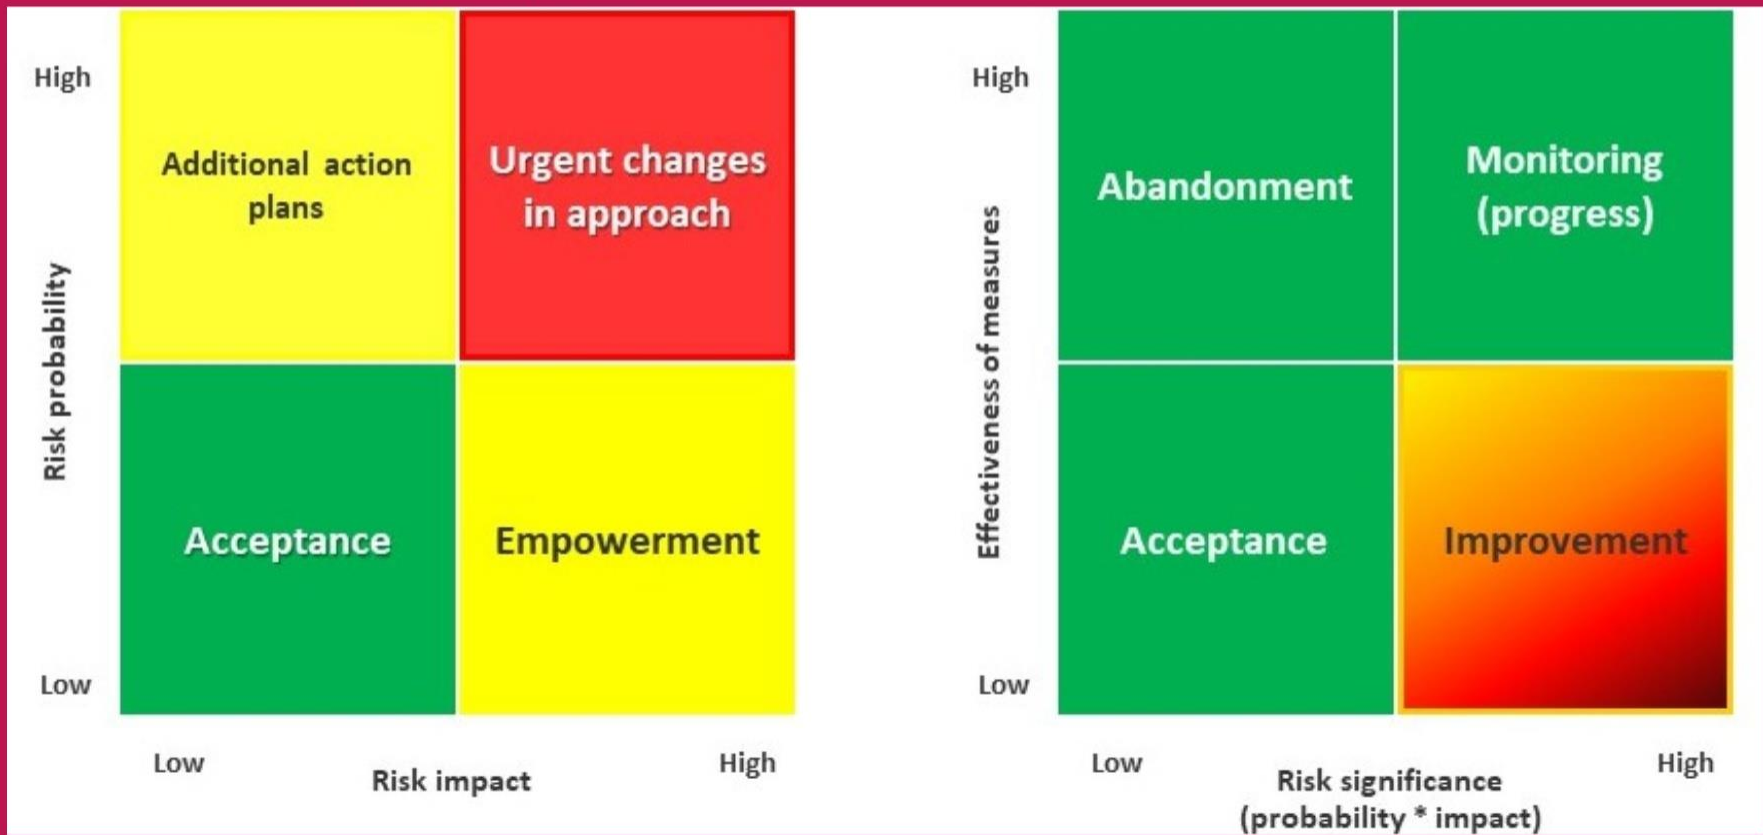 High
Additional action
plans
Urgent changes
in approach
Risk probability
Acceptance
Empowerment
Low
Low
Risk impact
High
High
Abandonment
Monitoring
(progress)
Effectiveness of measures
Acceptance
Improvement
Low
Low
Risk significance
(probability * impact)
High